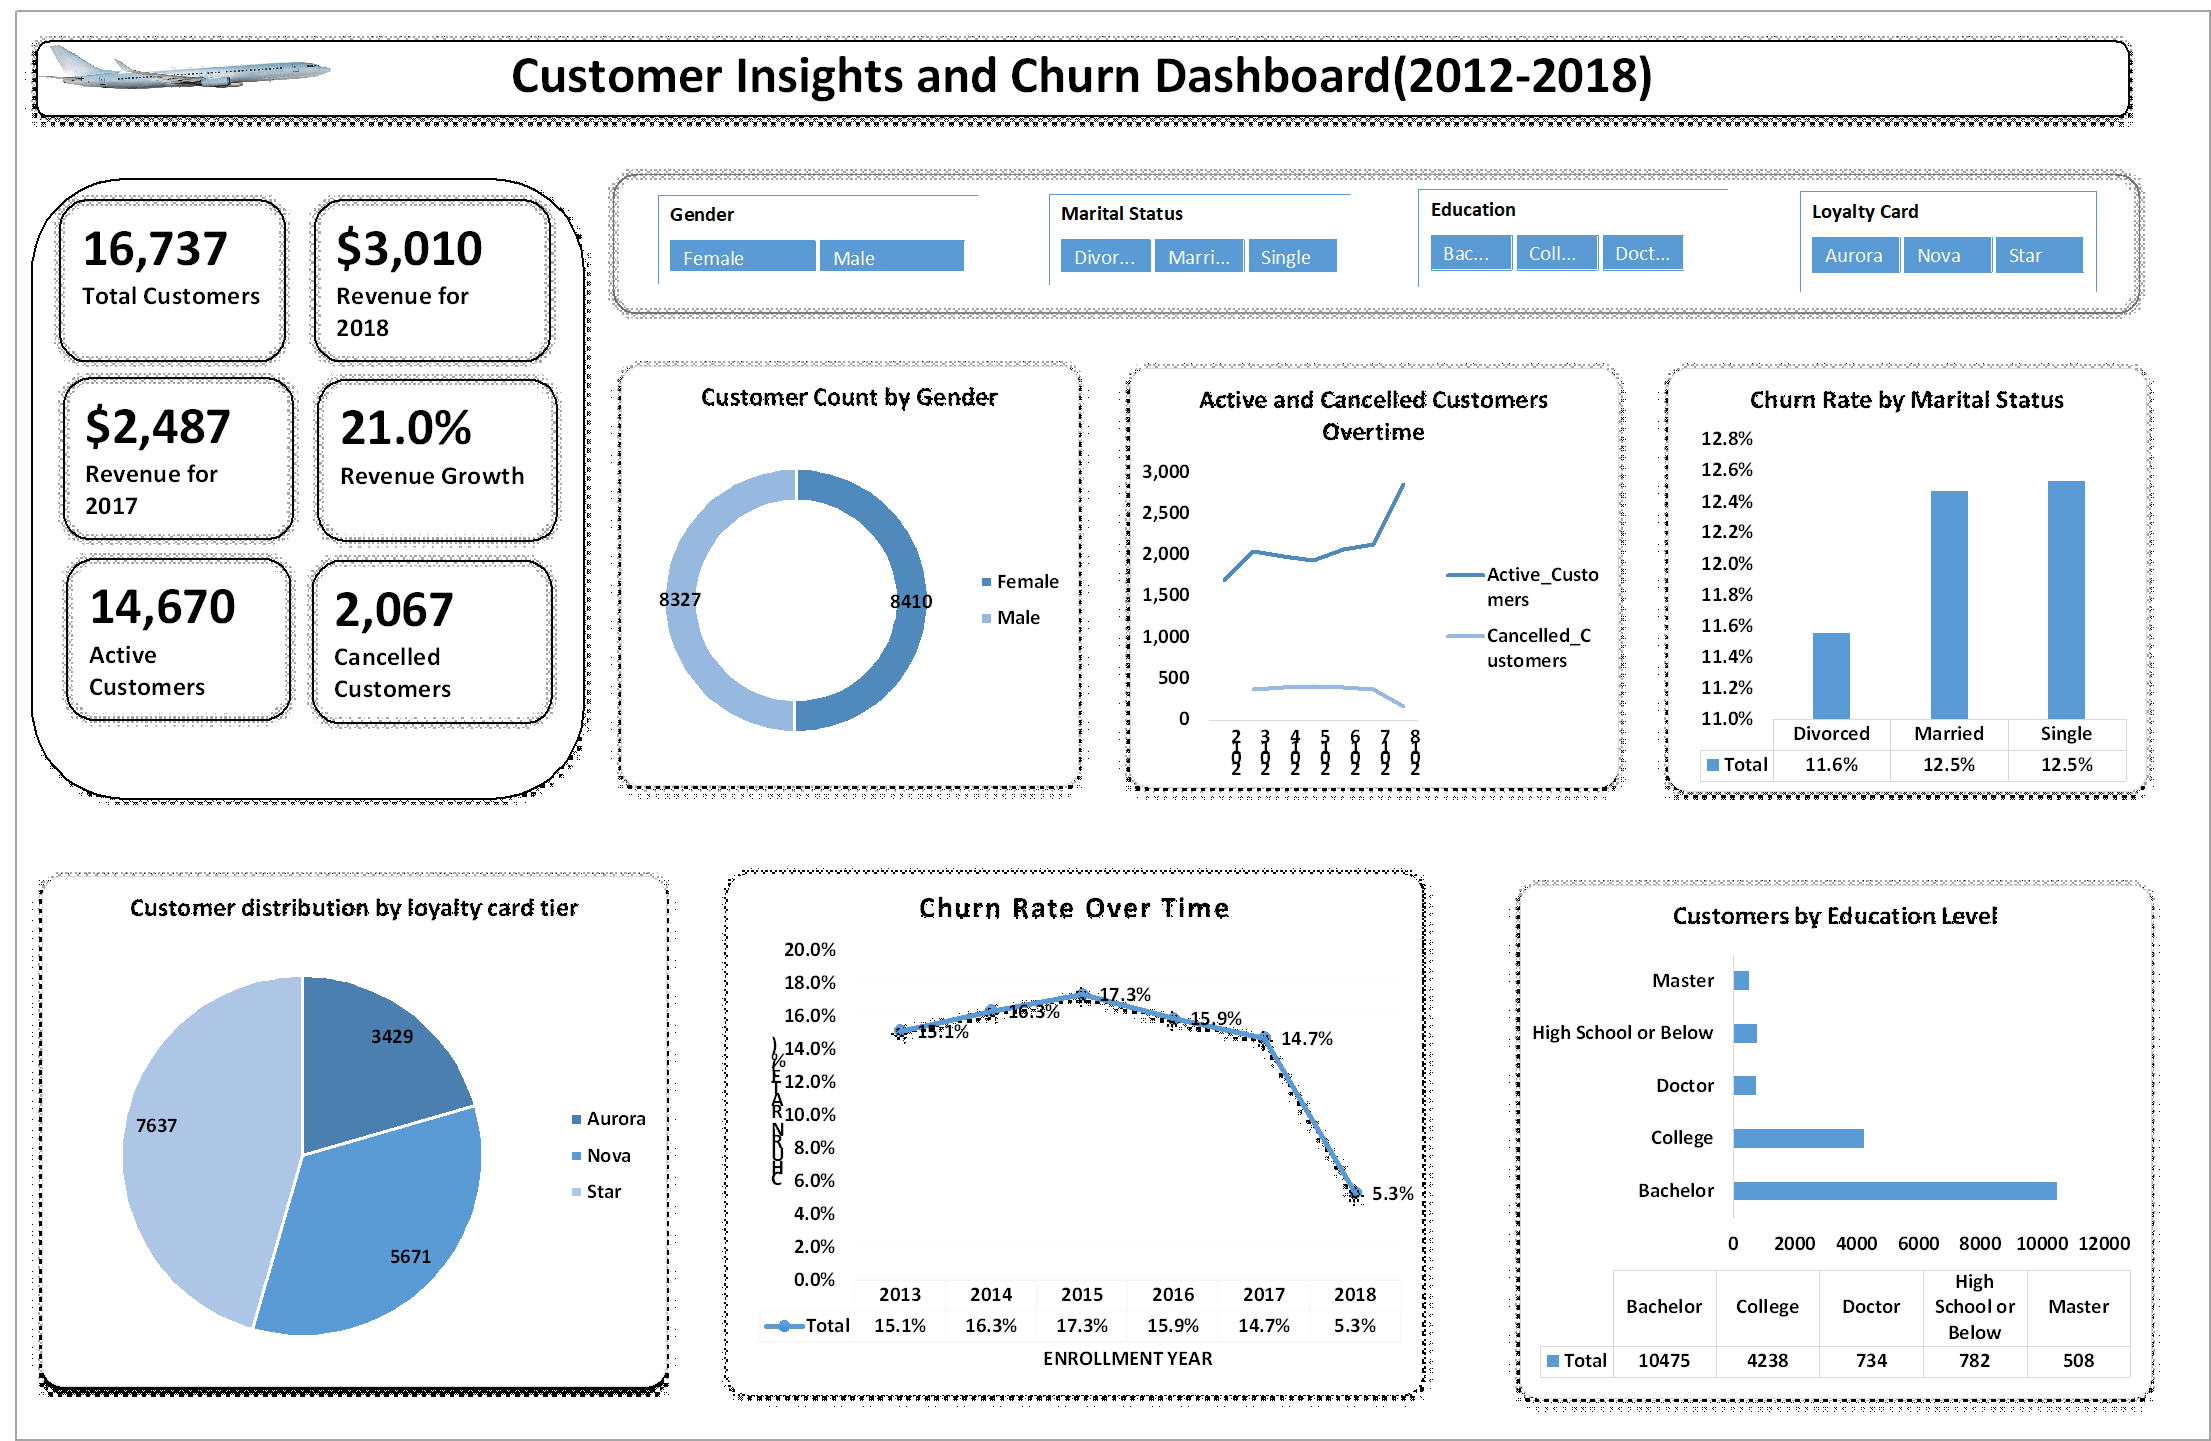 Customer Insights and Churn Dashboard(2012-2018)
16,737
Total Customers
$3,010
Revenue for
2018
$2,487
Revenue for
2017
21.0%
Revenue Growth
14,670
Active
Customers
2,067
Cancelled
Customers
Gender
Female Male
Marital Status
Divor... Marri... Single
Education
Bac... Coll... Doct...
Loyalty Card
Aurora Nova Star
Customer Count by Gender
8327 8410
Female
Male
Active and Cancelled Customers
Overtime
3,000
2,500
2,000
1,500
1,000
500
0
2012 2013 2014 2015 2016 2017 2018
Active_Custo
mers
Cancelled_C
ustomers
Churn Rate by Marital Status
12.8%
12.6%
12.4%
12.2%
12.0%
11.8%
11.6%
11.4%
11.2%
11.0%
Divorced Married Single
Total 11.6% 12.5% 12.5%
Customer distribution by loyalty card tier
3429
7637
5671
Aurora
Nova
Star
Churn Rate Over Time
CHURN RATE(%)
20.0%
18.0%
16.0%
14.0%
12.0%
10.0%
8.0%
6.0%
4.0%
2.0%
0.0%
15.1% 16.3% 17.3% 15.9% 14.7% 5.3%
2013 2014 2015 2016 2017 2018
Total 15.1% 16.3% 17.3% 15.9% 14.7% 5.3%
ENROLLMENT YEAR
Customers by Education Level
Master
High School or Below
Doctor
College
Bachelor
0 2000 4000 6000 8000 10000 12000
Bachelor College Doctor High School or Below Master
Total 10475 4238 734 782 508